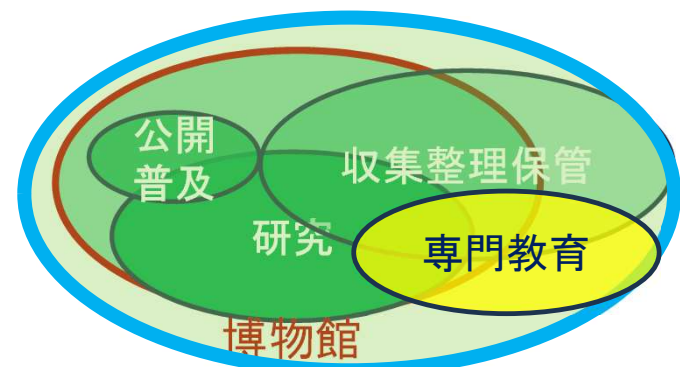 公開
普及
収集整理保管
研究
専門教育
博物館